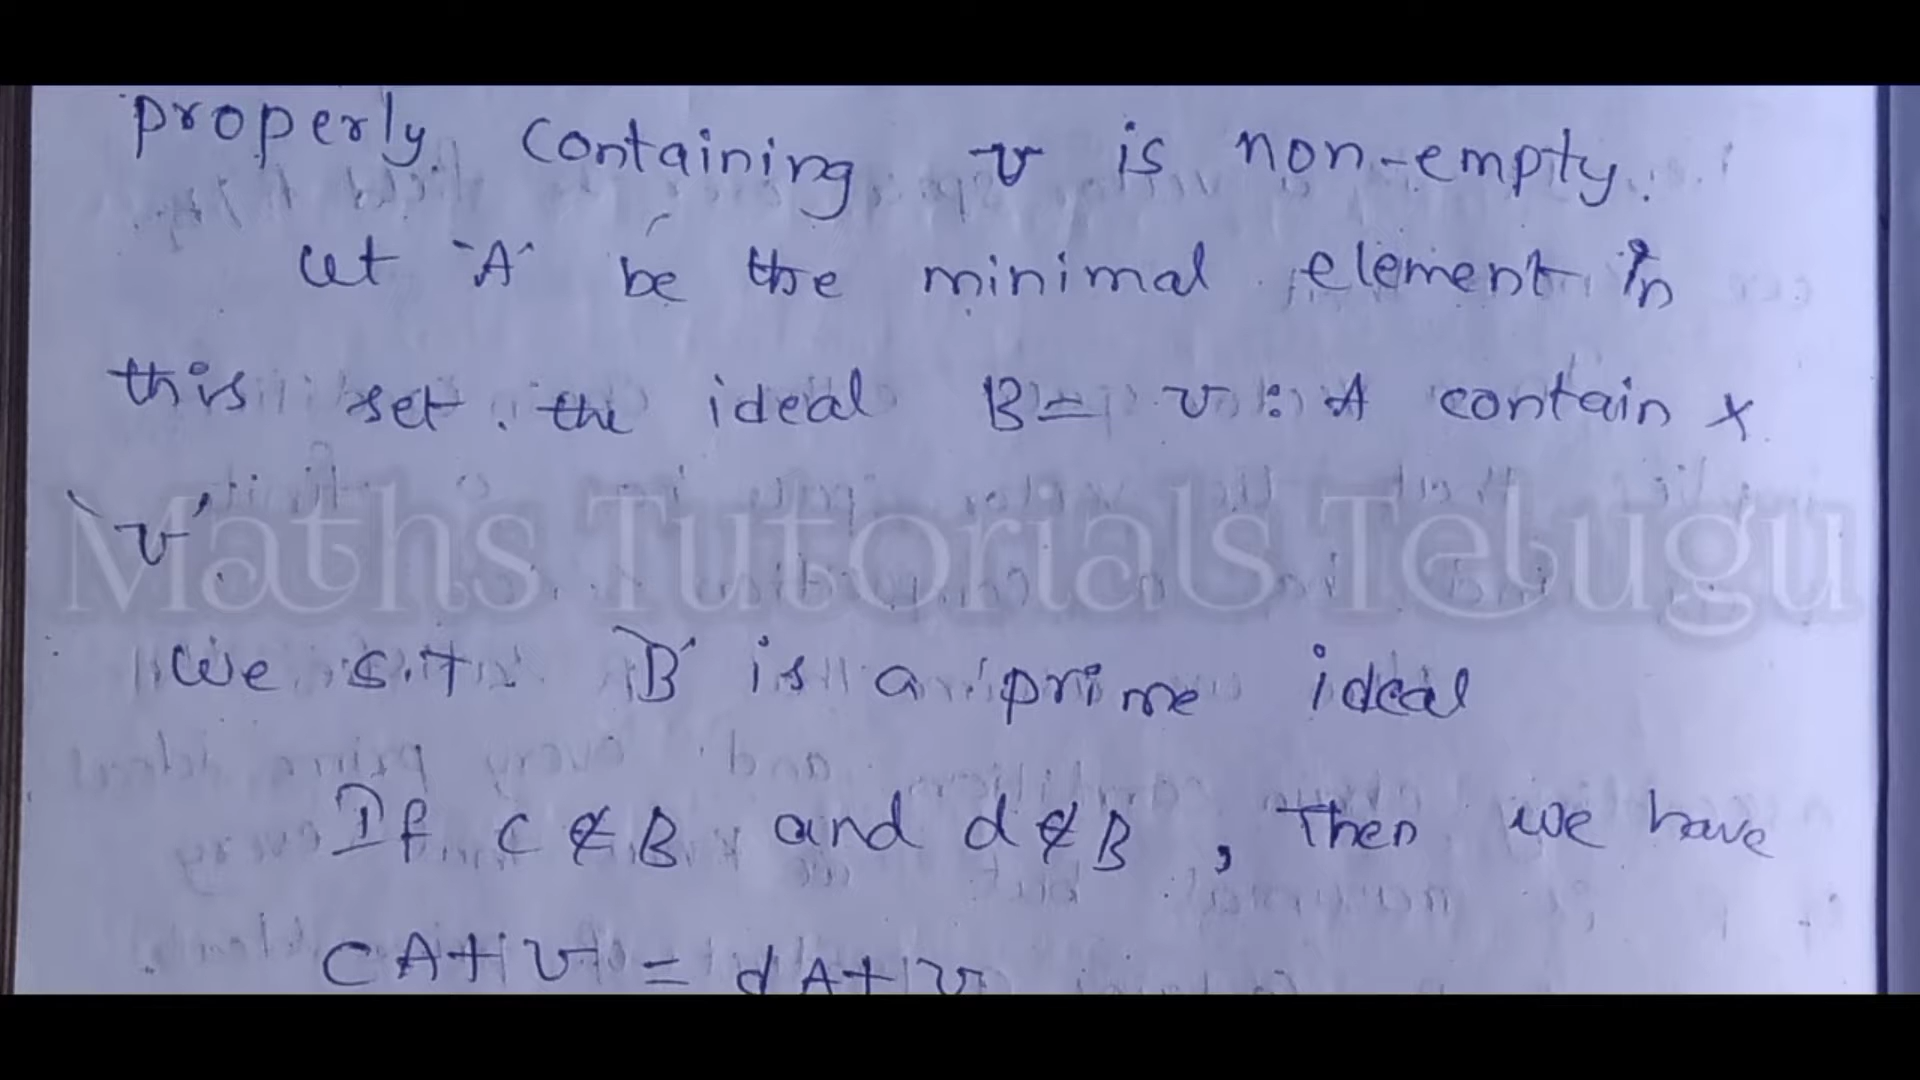 properly containing v is non-empty.
Let 'A' be the minimal element in
this set. the ideal B = v : A contain x
'v'.
Maths Tutorials Telugu
We s.t. 'B' is a prime ideal
If c ∉ B and d ∉ B, Then we have
CA + v = dA + v